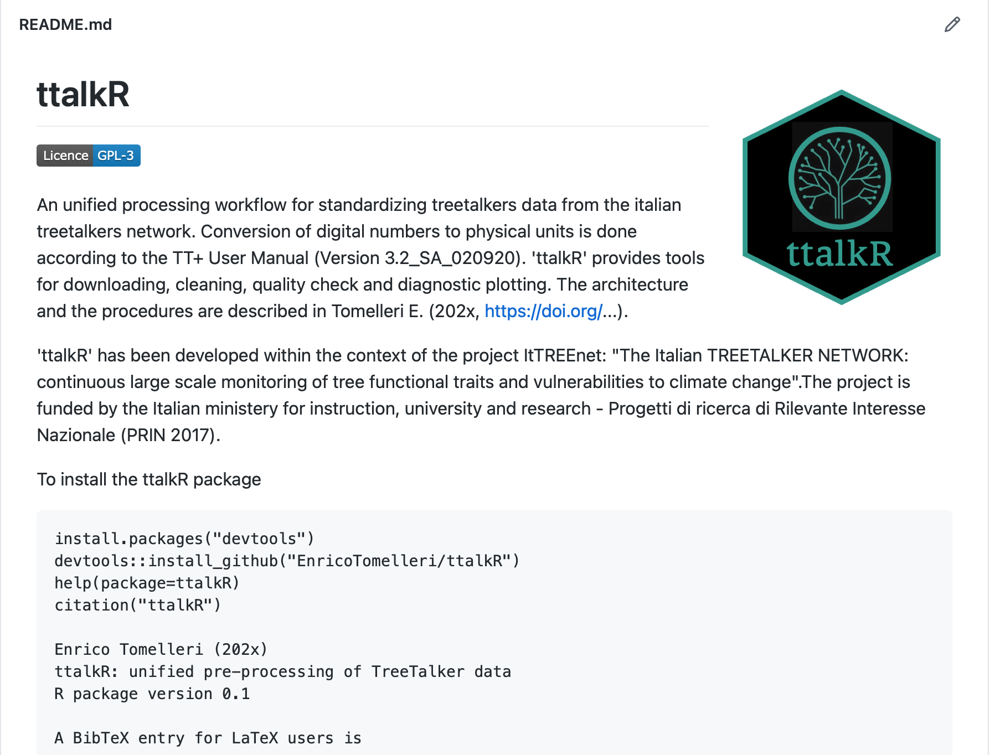 README.md
ttalkR
Licence GPL-3
An unified processing workflow for standardizing treetalkers data from the italian
treetalkers network. Conversion of digital numbers to physical units is done
according to the TT+ User Manual (Version 3.2_SA_020920). 'ttalkR' provides tools
for downloading, cleaning, quality check and diagnostic plotting. The architecture
and the procedures are described in Tomelleri E. (202x, https://doi.org/...).
ttalkR
'ttalkR' has been developed within the context of the project ItTREEnet: "The Italian TREETALKER NETWORK:
continuous large scale monitoring of tree functional traits and vulnerabilities to climate change".The project is
funded by the Italian ministery for instruction, university and research - Progetti di ricerca di Rilevante Interesse
Nazionale (PRIN 2017).
To install the ttalkR package
install.packages("devtools")
devtools::install_github("EnricoTomelleri/ttalkR")
help(package=ttalkR)
citation("ttalkR")
Enrico Tomelleri (202x)
ttalkR: unified pre-processing of TreeTalker data
R package version 0.1
A BibTeX entry for LaTeX users is